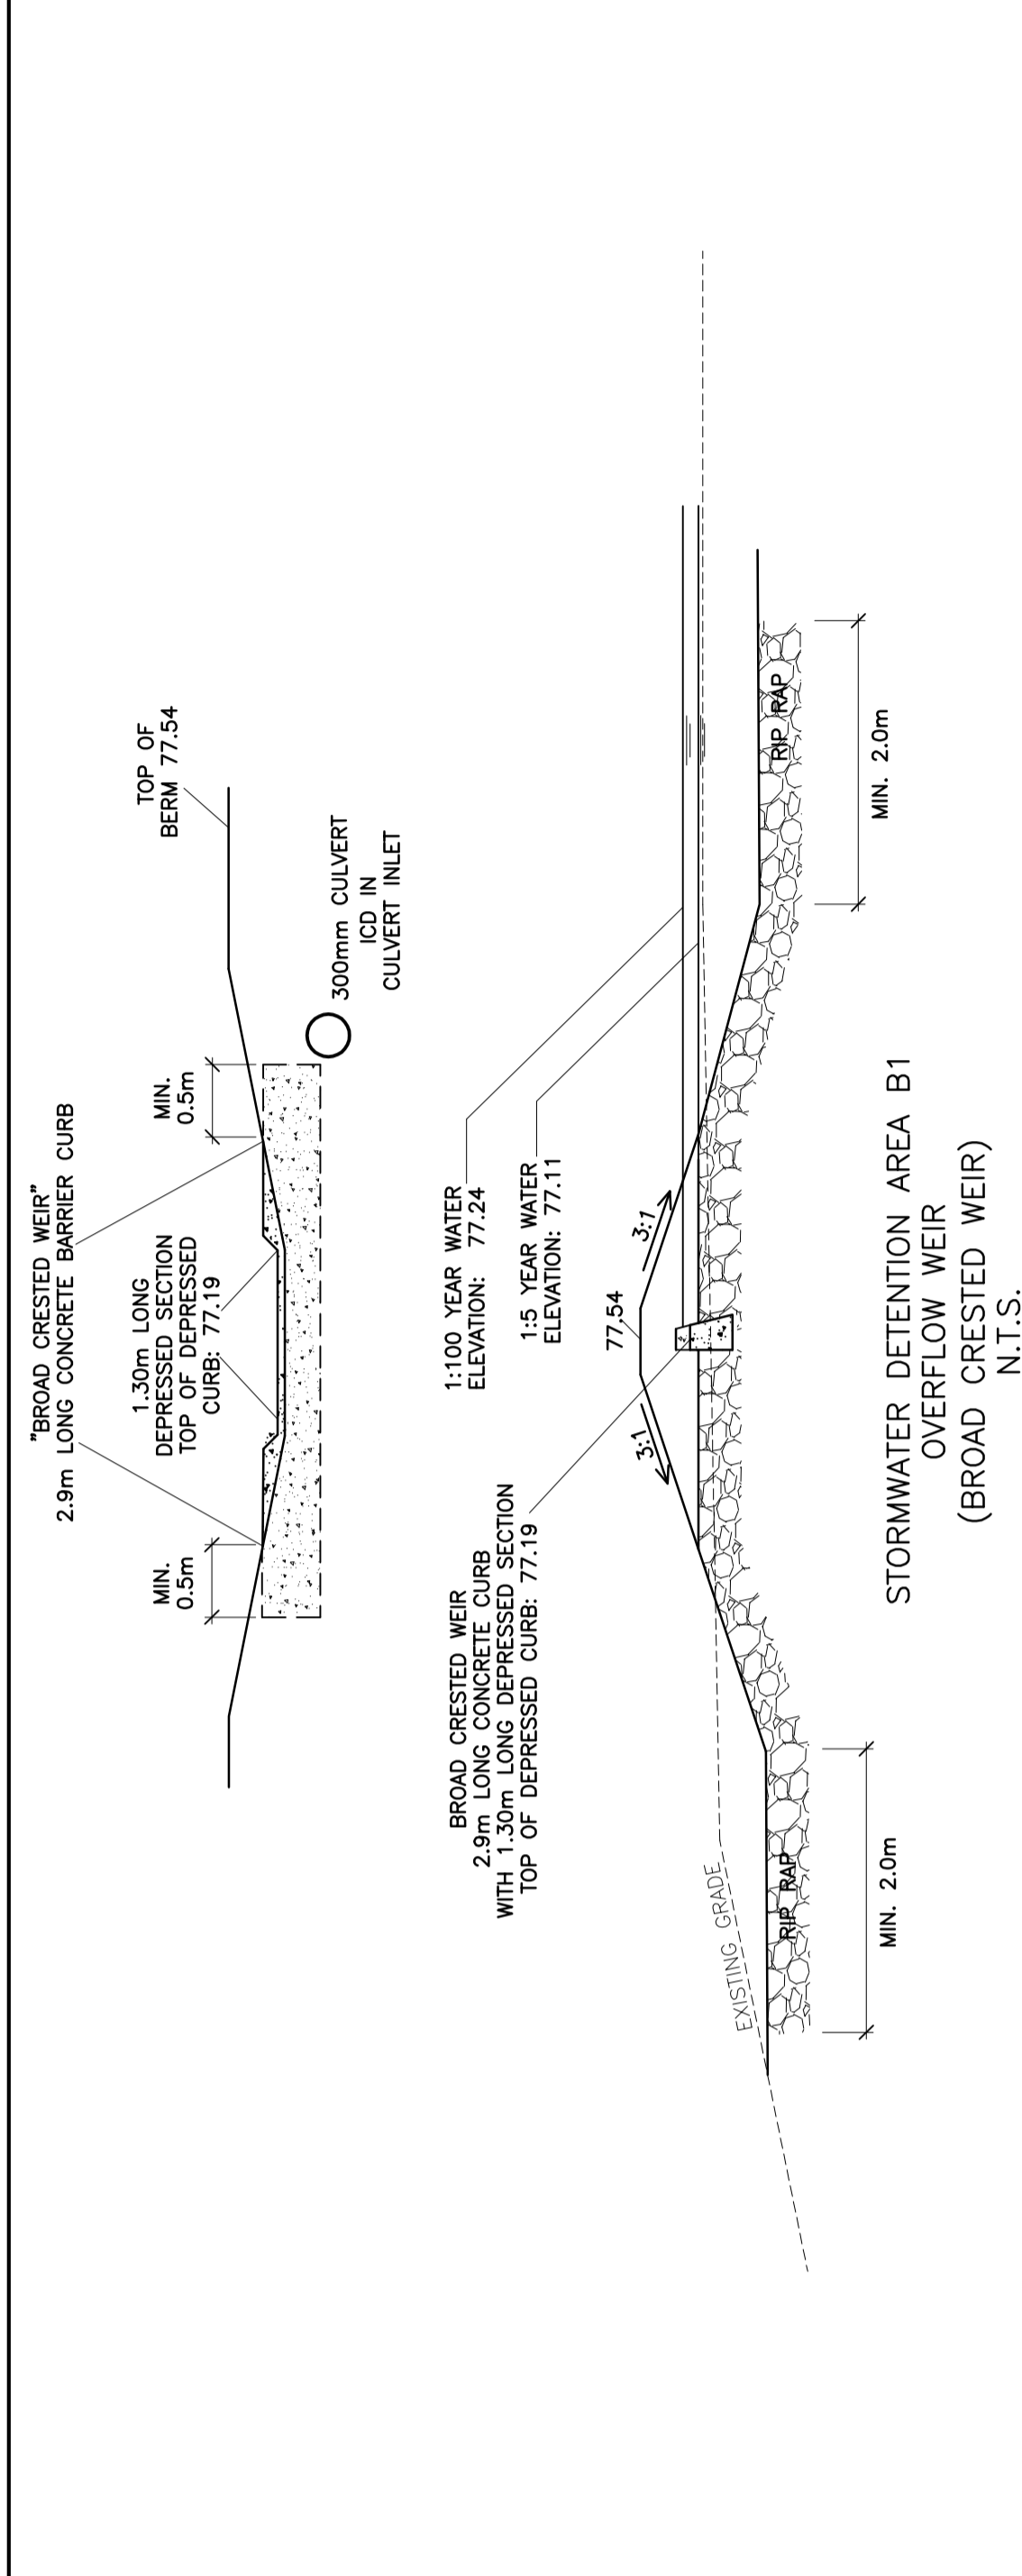 "BROAD CRESTED WEIR"
2.9m LONG CONCRETE BARRIER CURB
MIN.
0.5m
1.30m LONG
DEPRESSED SECTION
TOP OF DEPRESSED
CURB: 77.19
MIN.
0.5m
TOP OF
BERM 77.54
300mm CULVERT
ICD IN
CULVERT INLET
BROAD CRESTED WEIR
2.9m LONG CONCRETE CURB
WITH 1.30m LONG DEPRESSED SECTION
TOP OF DEPRESSED CURB: 77.19
1:100 YEAR WATER
ELEVATION: 77.24
1:5 YEAR WATER
ELEVATION: 77.11
77.54
3:1
3:1
EXISTING GRADE
RIP RAP
RIP RAP
MIN. 2.0m
MIN. 2.0m
STORMWATER DETENTION AREA B1
OVERFLOW WEIR
(BROAD CRESTED WEIR)
N.T.S.